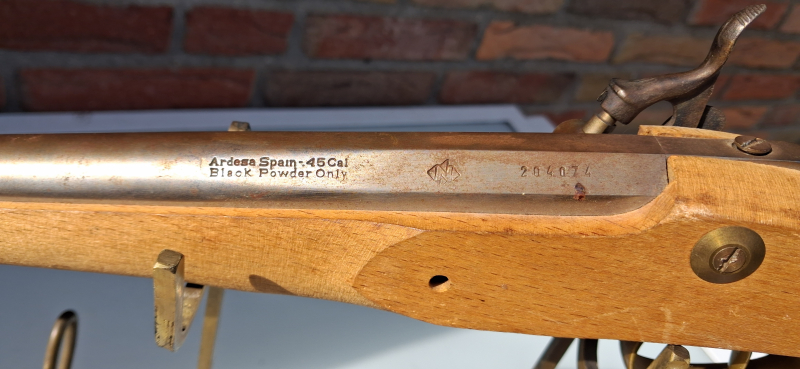 Ardesa Spain-.45 Cal
Black Powder Only
204074